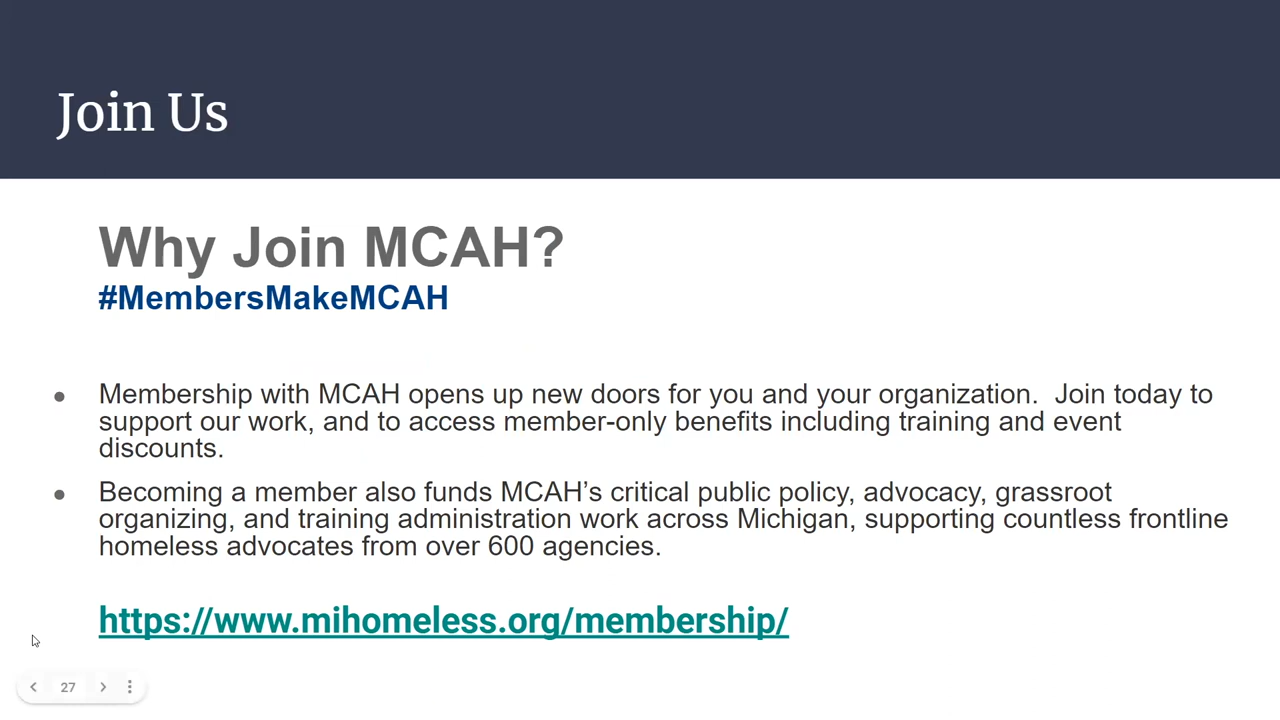 Join Us
Why Join MCAH?
#MembersMakeMCAH
● Membership with MCAH opens up new doors for you and your organization.  Join today to
support our work, and to access member-only benefits including training and event
discounts.
● Becoming a member also funds MCAH’s critical public policy, advocacy, grassroot
organizing, and training administration work across Michigan, supporting countless frontline
homeless advocates from over 600 agencies.
https://www.mihomeless.org/membership/
27